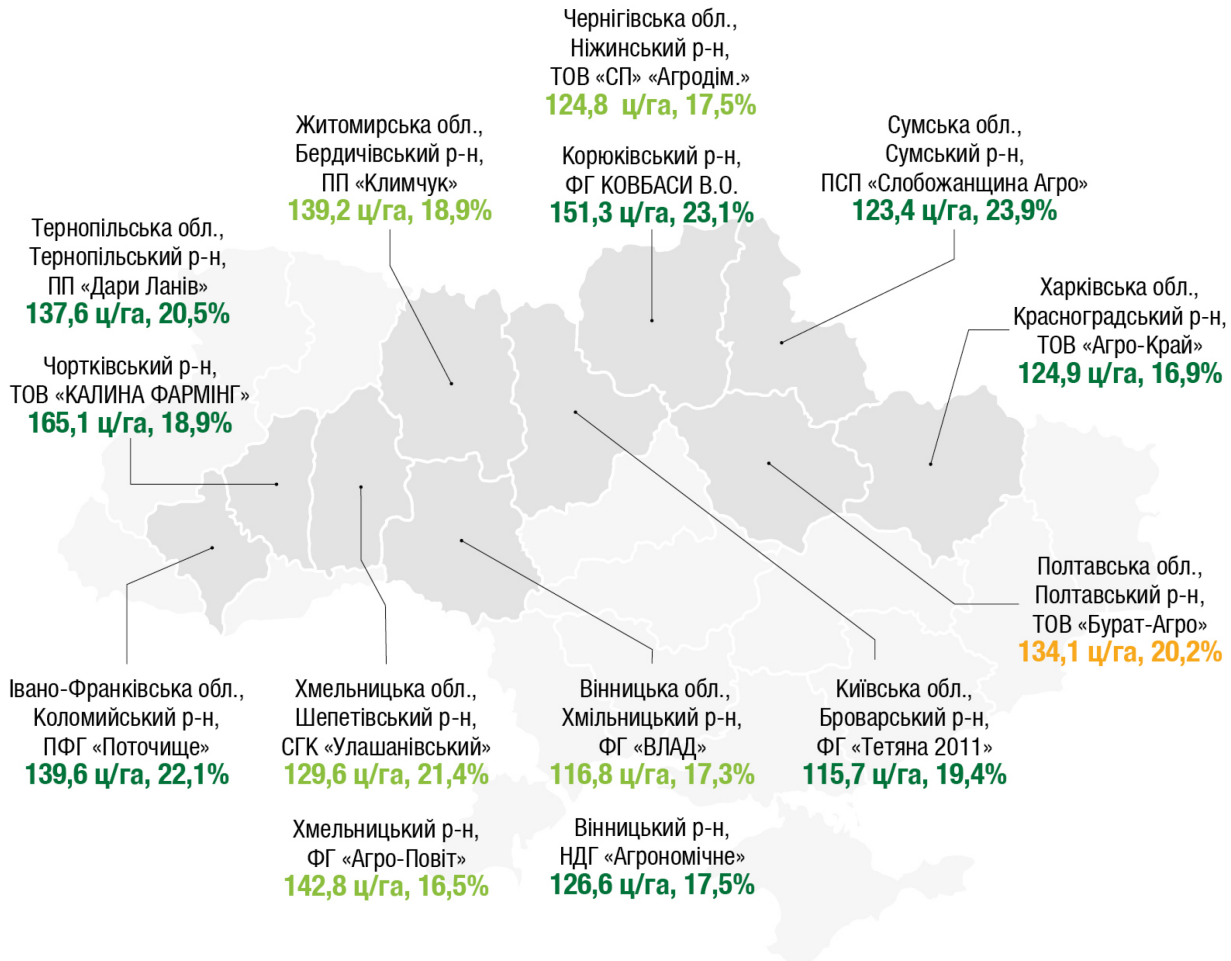 Чернігівська обл.,
Ніжинський р-н,
ТОВ «СП» «Агродім.»
124,8 ц/га, 17,5%
Корюківський р-н,
ФГ КОВБАСИ В.О.
151,3 ц/га, 23,1%
Житомирська обл.,
Бердичівський р-н,
ПП «Климчук»
139,2 ц/га, 18,9%
Сумська обл.,
Сумський р-н,
ПСП «Слобожанщина Агро»
123,4 ц/га, 23,9%
Тернопільська обл.,
Тернопільський р-н,
ПП «Дари Ланів»
137,6 ц/га, 20,5%
Чортківський р-н,
ТОВ «КАЛИНА ФАРМІНГ»
165,1 ц/га, 18,9%
Харківська обл.,
Красноградський р-н,
ТОВ «Агро-Край»
124,9 ц/га, 16,9%
Полтавська обл.,
Полтавський р-н,
ТОВ «Бурат-Агро»
134,1 ц/га, 20,2%
Івано-Франківська обл.,
Коломийський р-н,
ПФГ «Поточище»
139,6 ц/га, 22,1%
Хмельницька обл.,
Шепетівський р-н,
СГК «Улашанівський»
129,6 ц/га, 21,4%
Хмельницький р-н,
ФГ «Агро-Повіт»
142,8 ц/га, 16,5%
Вінницька обл.,
Хмільницький р-н,
ФГ «ВЛАД»
116,8 ц/га, 17,3%
Вінницький р-н,
НДГ «Агрономічне»
126,6 ц/га, 17,5%
Київська обл.,
Броварський р-н,
ФГ «Тетяна 2011»
115,7 ц/га, 19,4%